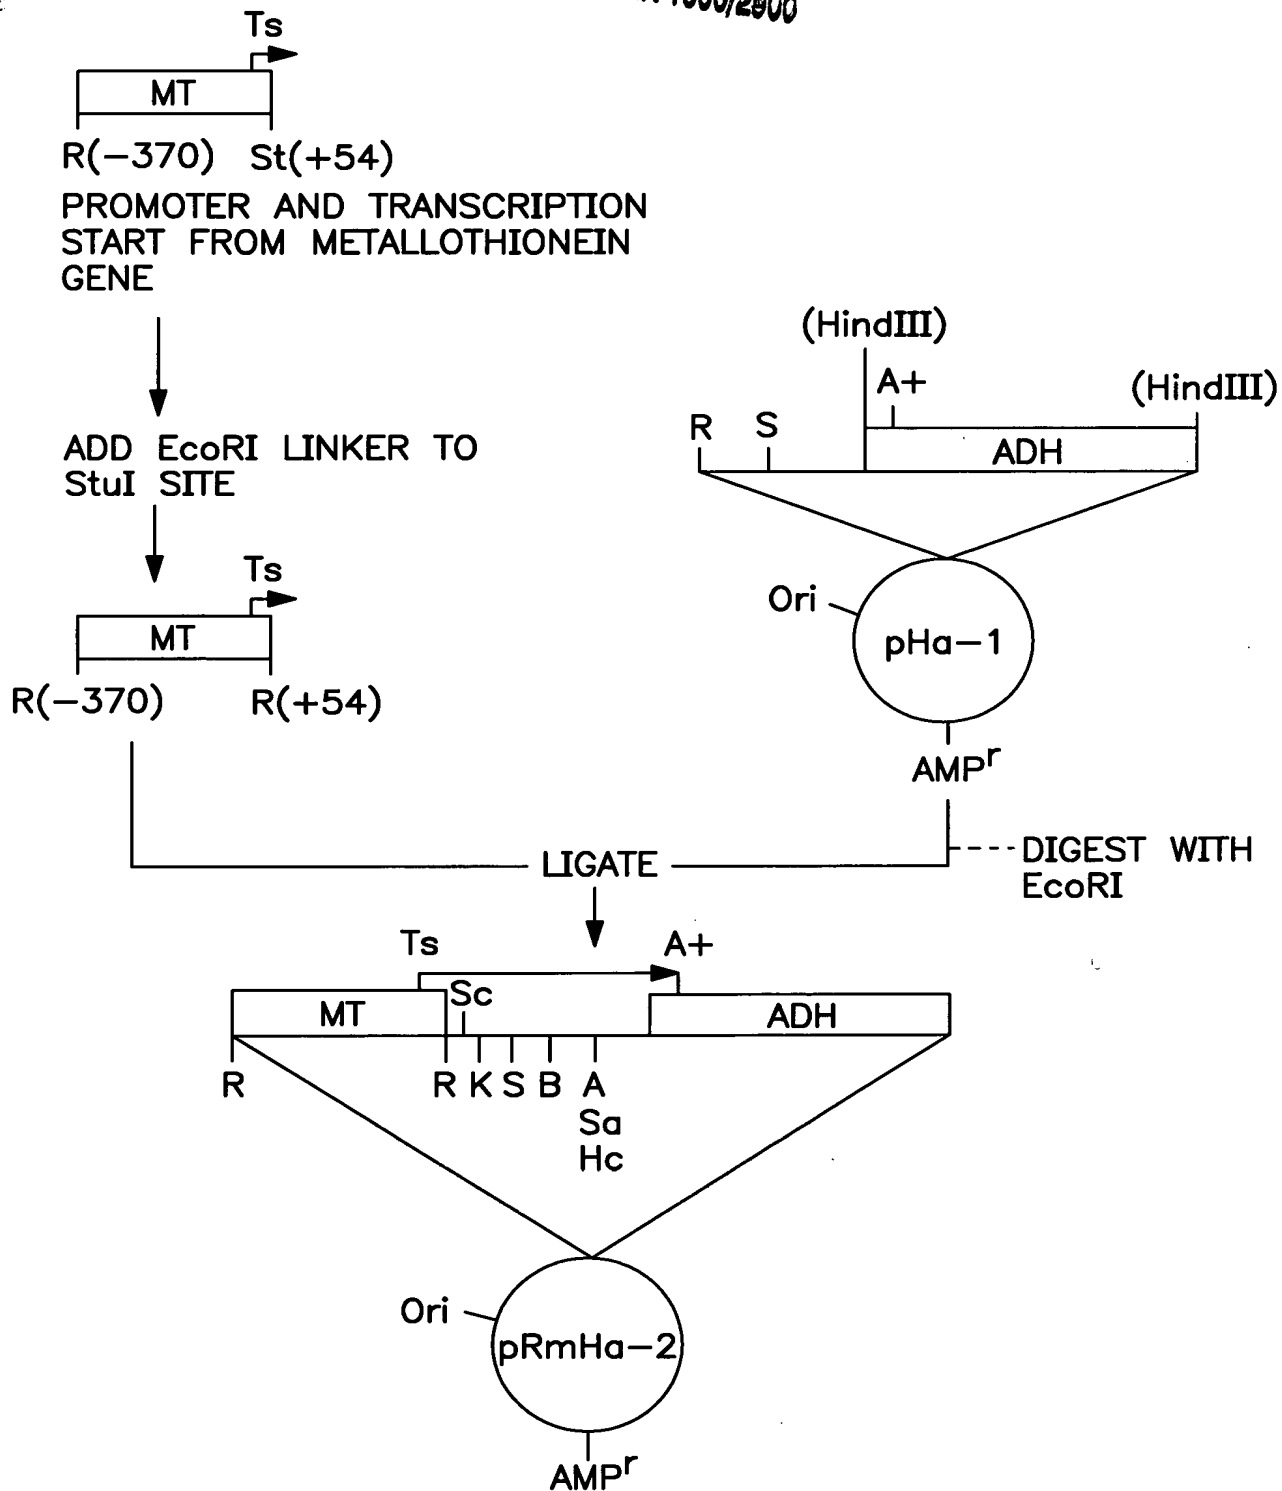 Ts
MT
R(−370) St(+54)
PROMOTER AND TRANSCRIPTION
START FROM METALLOTHIONEIN
GENE
ADD EcoRI LINKER TO
StuI SITE
Ts
MT
R(−370) R(+54)
(HindIII)
A+
(HindIII)
R S
ADH
Ori
pHa−1
AMPr
LIGATE
DIGEST WITH
EcoRI
Ts A+
Sc
MT ADH
R R K S B A
Sa
Hc
Ori
pRmHa−2
AMPr